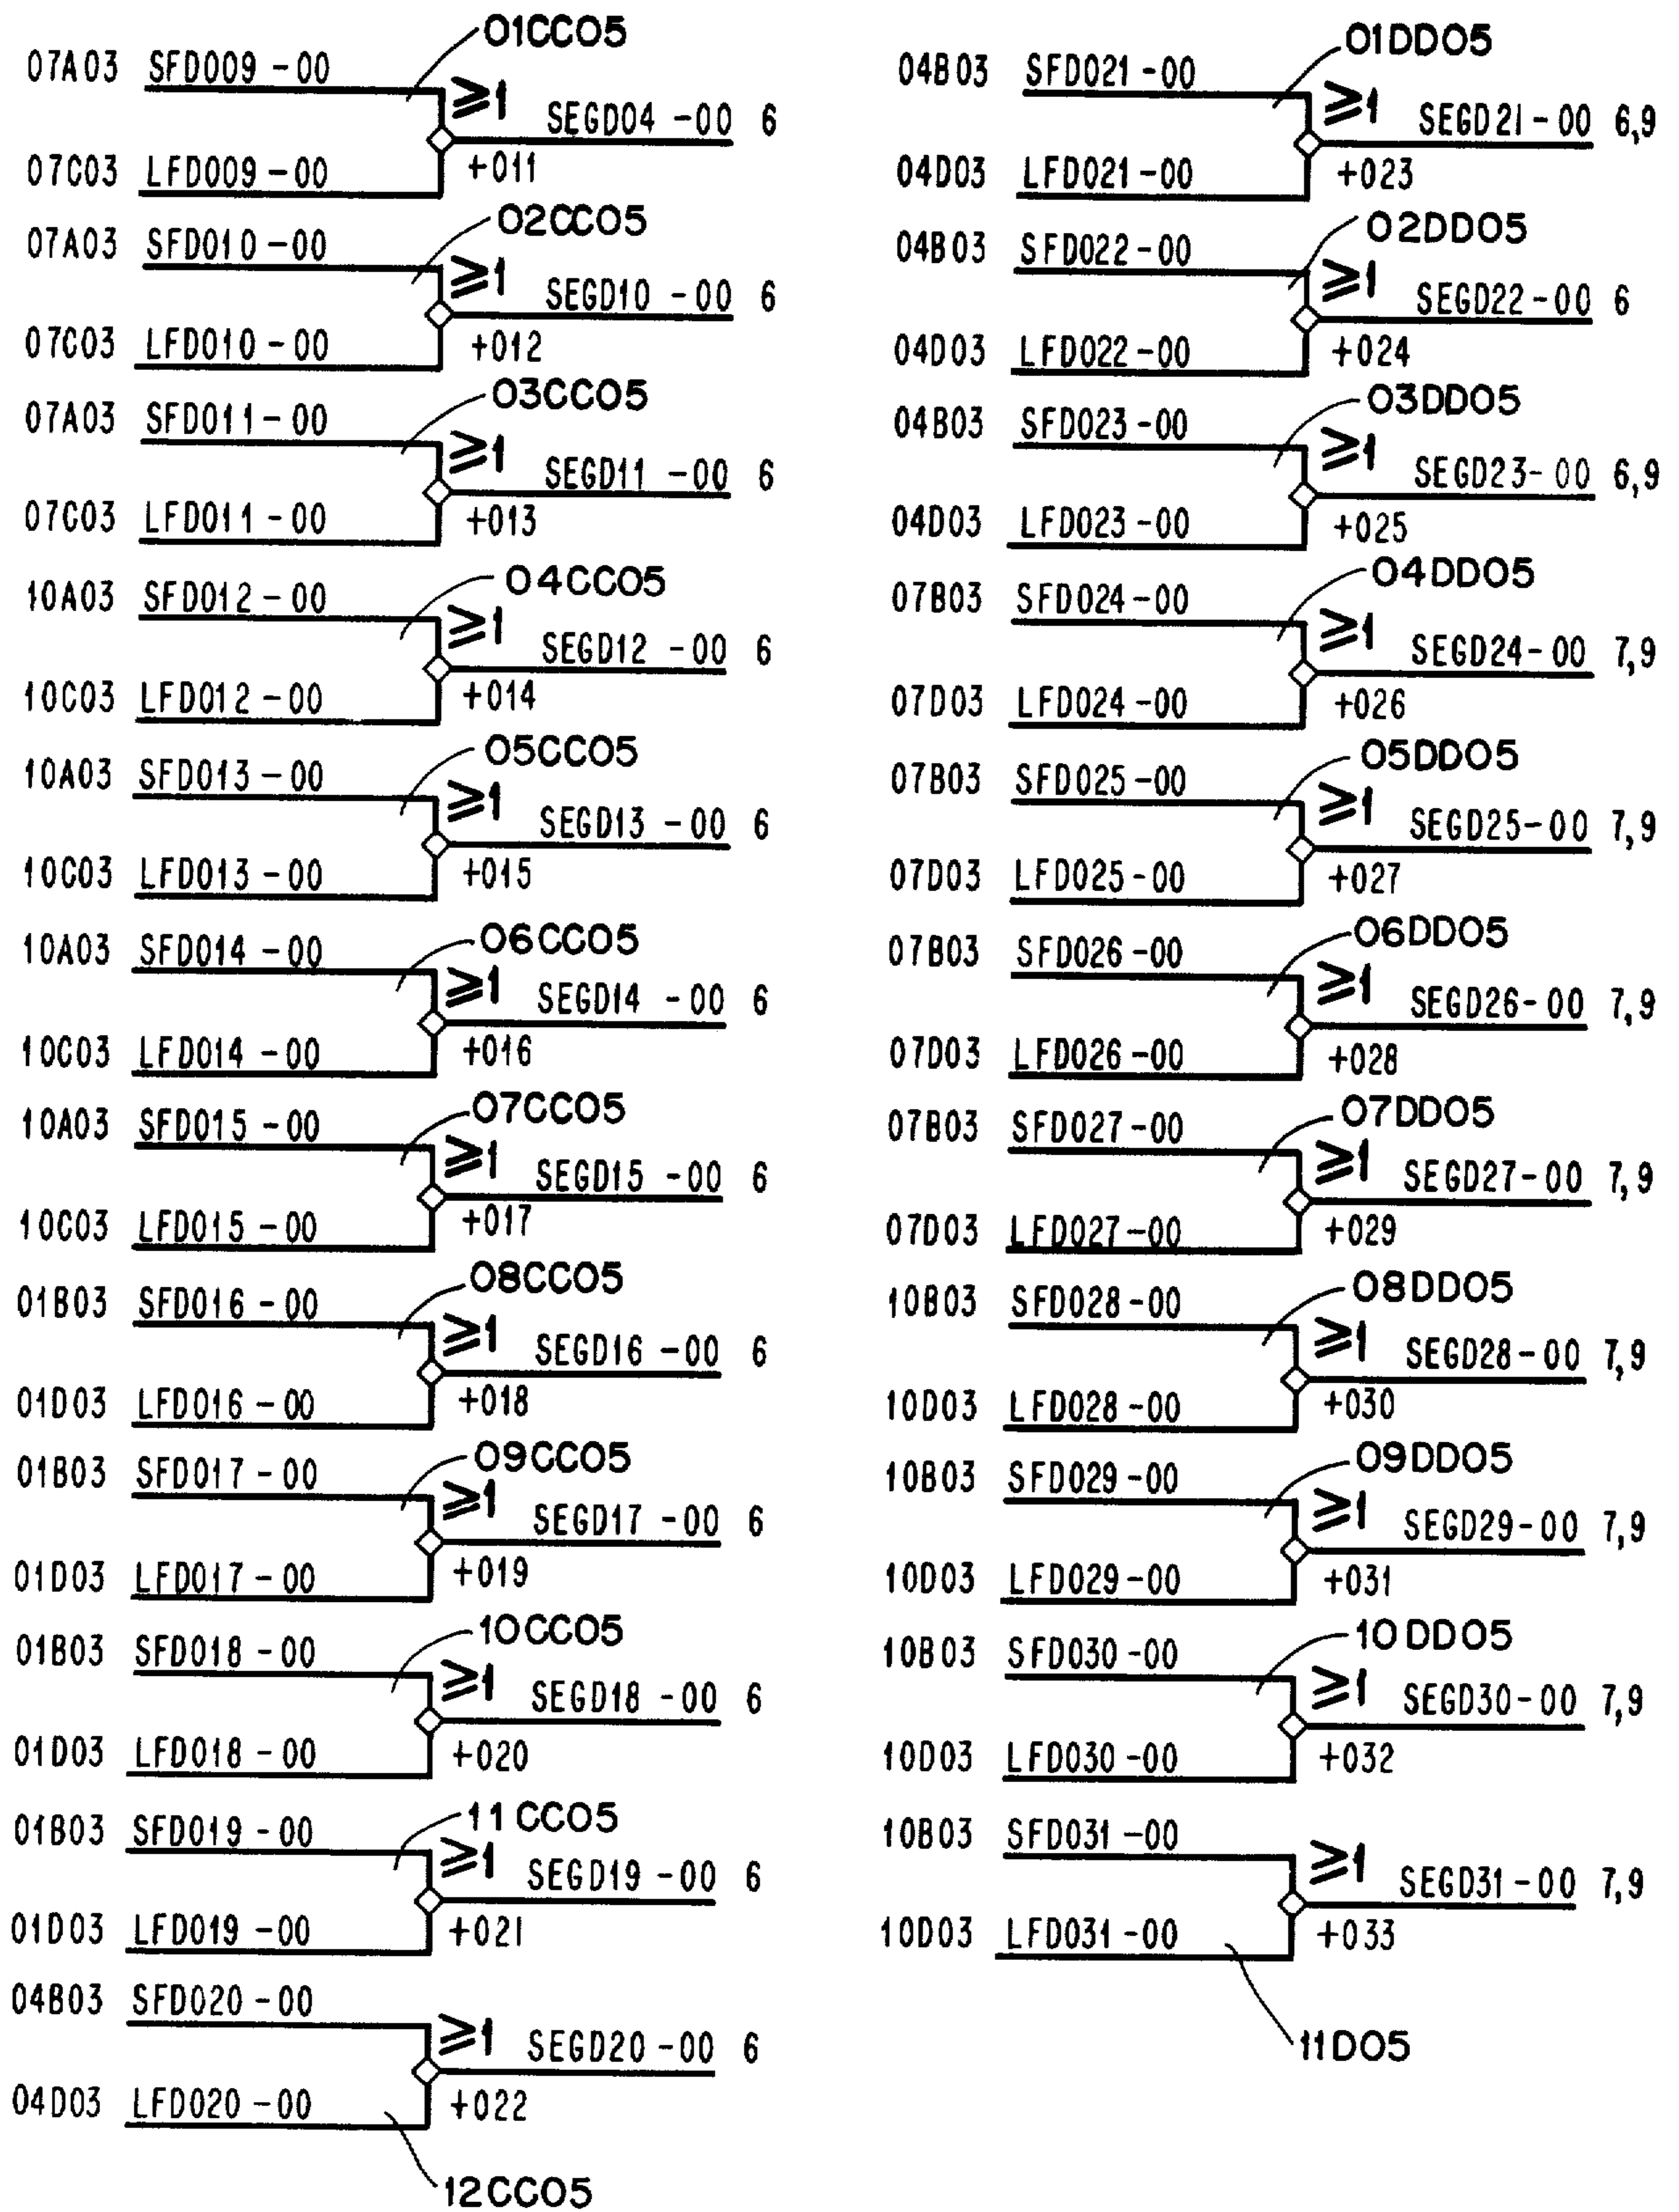 01CC05
07A03 SFD009-00
≥1
SEGD04-00 6
07C03 LFD009-00
+011
02CC05
07A03 SFD010-00
≥1
SEGD10-00 6
07C03 LFD010-00
+012
03CC05
07A03 SFD011-00
≥1
SEGD11-00 6
07C03 LFD011-00
+013
04CC05
10A03 SFD012-00
≥1
SEGD12-00 6
10C03 LFD012-00
+014
05CC05
10A03 SFD013-00
≥1
SEGD13-00 6
10C03 LFD013-00
+015
06CC05
10A03 SFD014-00
≥1
SEGD14-00 6
10C03 LFD014-00
+016
07CC05
10A03 SFD015-00
≥1
SEGD15-00 6
10C03 LFD015-00
+017
08CC05
01B03 SFD016-00
≥1
SEGD16-00 6
01D03 LFD016-00
+018
09CC05
01B03 SFD017-00
≥1
SEGD17-00 6
01D03 LFD017-00
+019
10CC05
01B03 SFD018-00
≥1
SEGD18-00 6
01D03 LFD018-00
+020
11CC05
01B03 SFD019-00
≥1
SEGD19-00 6
01D03 LFD019-00
+021
04B03 SFD020-00
≥1
SEGD20-00 6
04D03 LFD020-00
+022
12CC05
01DD05
04B03 SFD021-00
≥1
SEGD21-00 6,9
04D03 LFD021-00
+023
02DD05
04B03 SFD022-00
≥1
SEGD22-00 6
04D03 LFD022-00
+024
03DD05
04B03 SFD023-00
≥1
SEGD23-00 6,9
04D03 LFD023-00
+025
04DD05
07B03 SFD024-00
≥1
SEGD24-00 7,9
07D03 LFD024-00
+026
05DD05
07B03 SFD025-00
≥1
SEGD25-00 7,9
07D03 LFD025-00
+027
06DD05
07B03 SFD026-00
≥1
SEGD26-00 7,9
07D03 LFD026-00
+028
07DD05
07B03 SFD027-00
≥1
SEGD27-00 7,9
07D03 LFD027-00
+029
08DD05
10B03 SFD028-00
≥1
SEGD28-00 7,9
10D03 LFD028-00
+030
09DD05
10B03 SFD029-00
≥1
SEGD29-00 7,9
10D03 LFD029-00
+031
10DD05
10B03 SFD030-00
≥1
SEGD30-00 7,9
10D03 LFD030-00
+032
10B03 SFD031-00
≥1
SEGD31-00 7,9
10D03 LFD031-00
+033
11D05